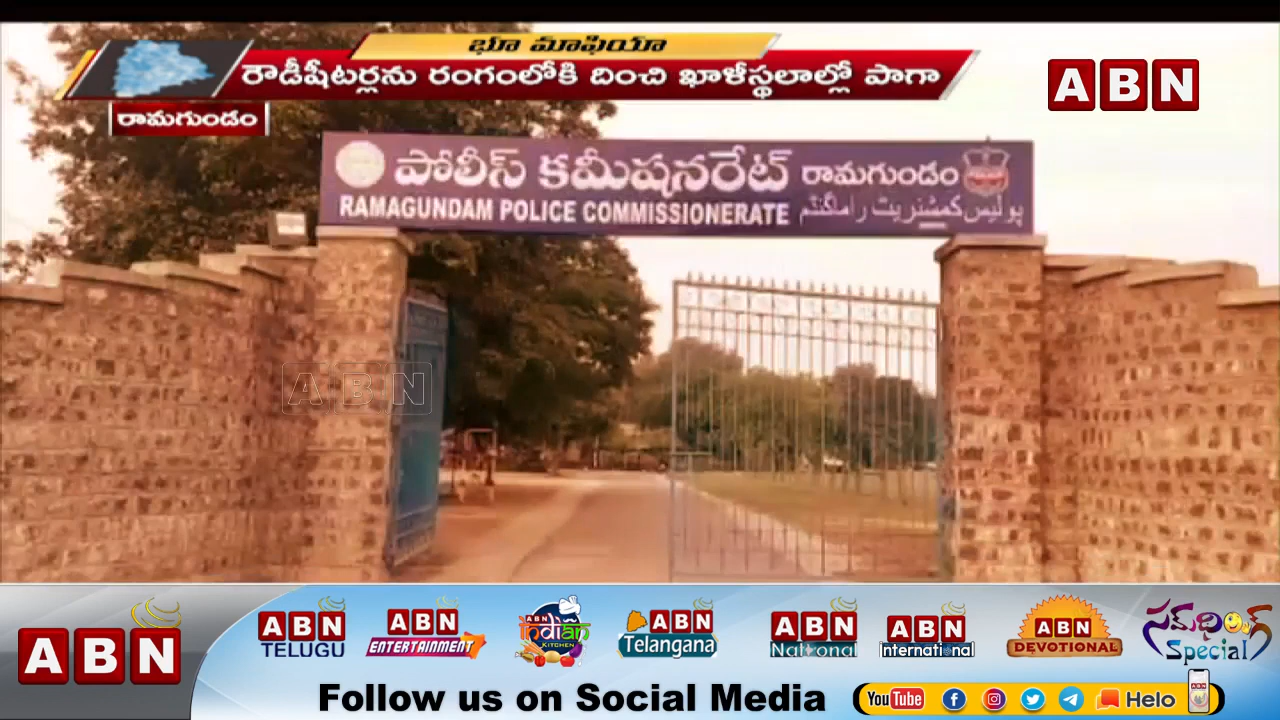 భూ మాఫియా
రౌడీషీటర్లను రంగంలోకి దించి ఖాళీస్థలాల్లో పాగా
ABN
రామగుండం
పోలీస్ కమీషనరేట్ రామగుండం
RAMAGUNDAM POLICE COMMISSIONERATE پولیس کمشنریٹ راماگنڈم
ABN
ABN
ABN TELUGU
ABN ENTERTAINMENT
ABN Indian KITCHEN
ABN Telangana
ABN National
ABN International
ABN DEVOTIONAL
సమ్‌థింగ్ Special
Follow us on Social Media
YouTube
Helo